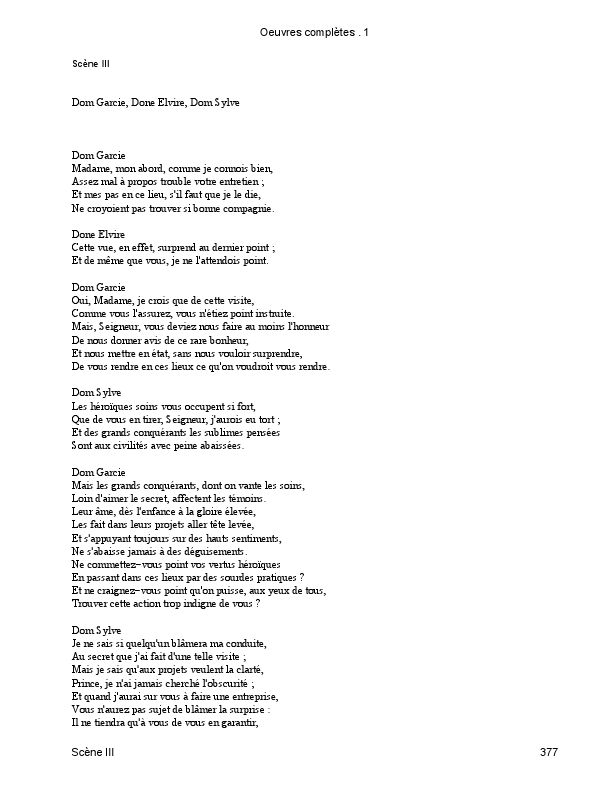 Oeuvres complètes . 1
Scène III
Dom Garcie, Done Elvire, Dom Sylve
Dom Garcie
Madame, mon abord, comme je connois bien,
Assez mal à propos trouble votre entretien ;
Et mes pas en ce lieu, s'il faut que je le die,
Ne croyoient pas trouver si bonne compagnie.
Done Elvire
Cette vue, en effet, surprend au dernier point ;
Et de même que vous, je ne l'attendois point.
Dom Garcie
Oui, Madame, je crois que de cette visite,
Comme vous l'assurez, vous n'étiez point instruite.
Mais, Seigneur, vous deviez nous faire au moins l'honneur
De nous donner avis de ce rare bonheur,
Et nous mettre en état, sans nous vouloir surprendre,
De vous rendre en ces lieux ce qu'on voudroit vous rendre.
Dom Sylve
Les héroïques soins vous occupent si fort,
Que de vous en tirer, Seigneur, j'aurois eu tort ;
Et des grands conquérants les sublimes pensées
Sont aux civilités avec peine abaissées.
Dom Garcie
Mais les grands conquérants, dont on vante les soins,
Loin d'aimer le secret, affectent les témoins.
Leur âme, dès l'enfance à la gloire élevée,
Les fait dans leurs projets aller tête levée,
Et s'appuyant toujours sur des hauts sentiments,
Ne s'abaisse jamais à des déguisements.
Ne commettez−vous point vos vertus héroïques
En passant dans ces lieux par des sourdes pratiques ?
Et ne craignez−vous point qu'on puisse, aux yeux de tous,
Trouver cette action trop indigne de vous ?
Dom Sylve
Je ne sais si quelqu'un blâmera ma conduite,
Au secret que j'ai fait d'une telle visite ;
Mais je sais qu'aux projets qui veulent la clarté,
Prince, je n'ai jamais cherché l'obscurité ;
Et quand j'aurai sur vous à faire une entreprise,
Vous n'aurez pas sujet de blâmer la surprise :
Il ne tiendra qu'à vous de vous en garantir,
Scène III
377